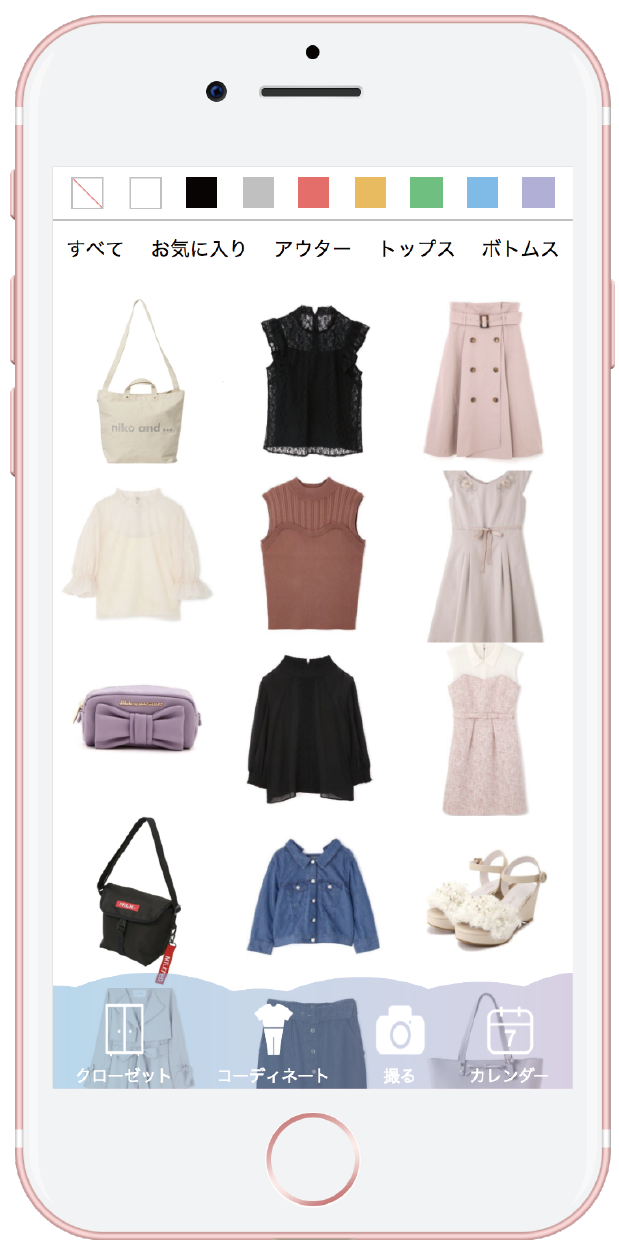 すべて お気に入り アウター トップス ボトムス
niko and ...
クローゼット コーディネート 撮る 7 カレンダー